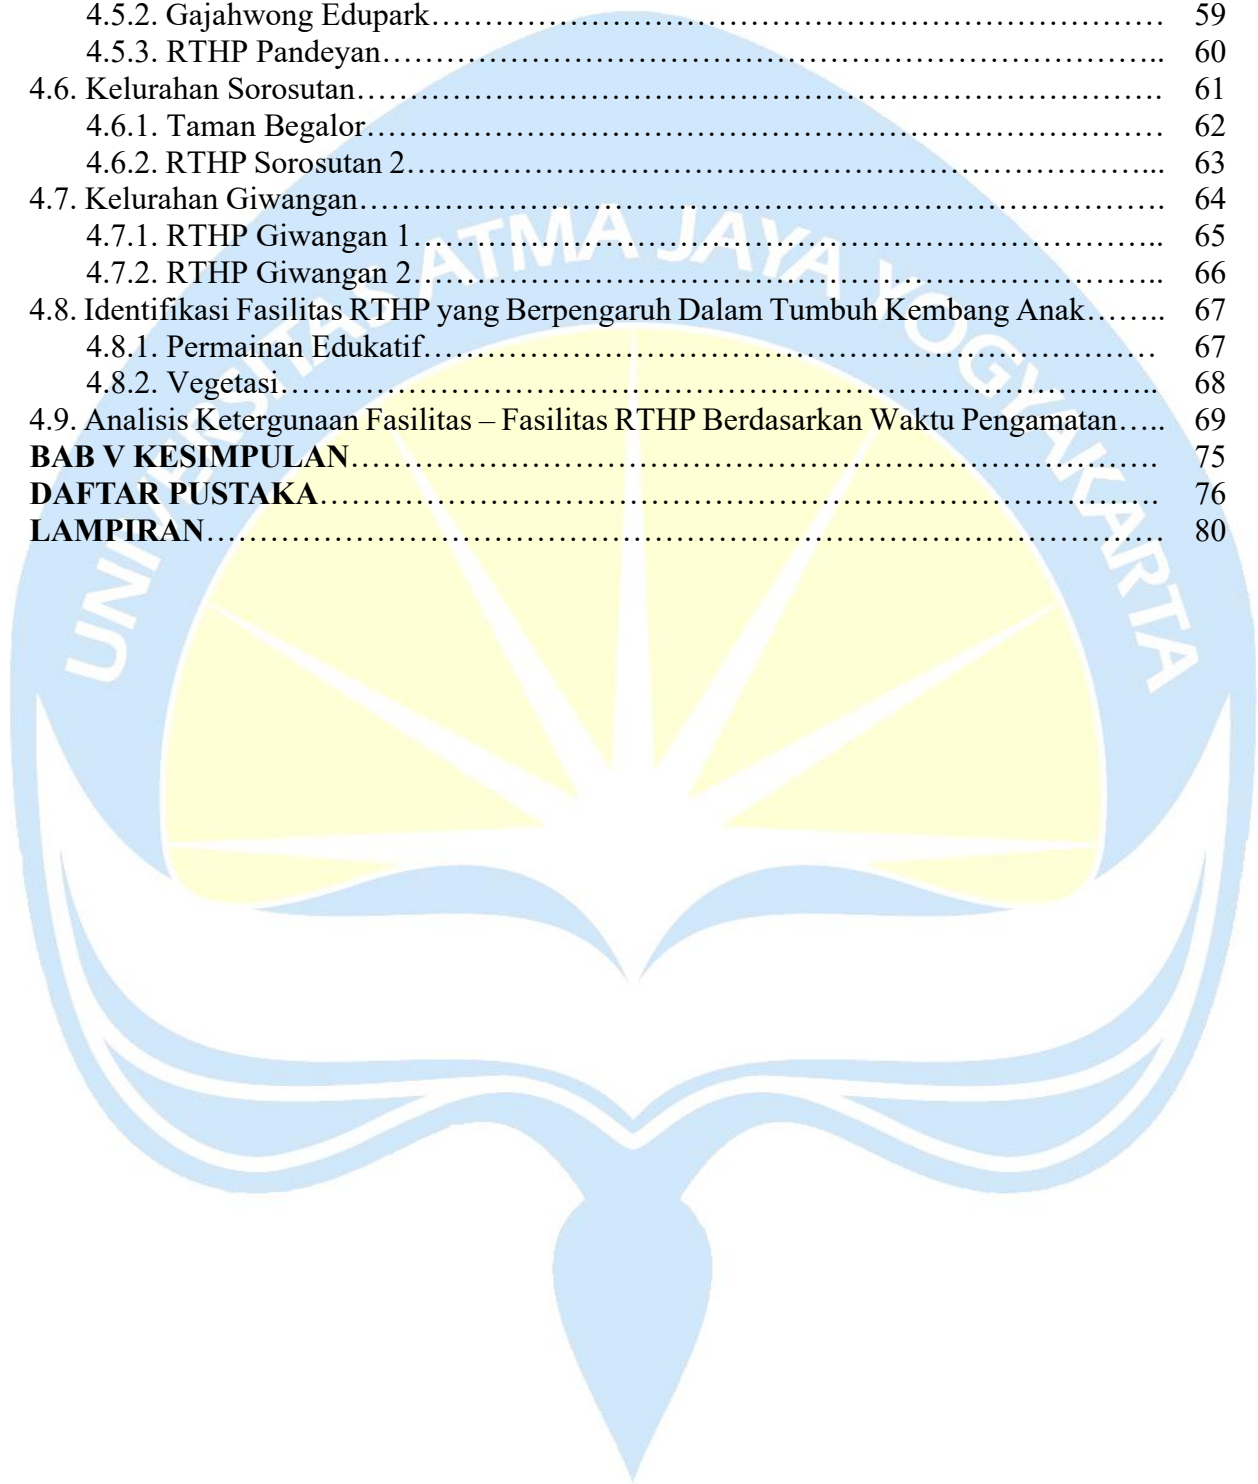 4.5.2. Gajahwong Edupark…………………………………………………………… 59
4.5.3. RTHP Pandeyan……………………………………………………………….. 60
4.6. Kelurahan Sorosutan…………………………………………………………………. 61
4.6.1. Taman Begalor………………………………………………………………… 62
4.6.2. RTHP Sorosutan 2……………………………………………………………... 63
4.7. Kelurahan Giwangan…………………………………………………………………. 64
4.7.1. RTHP Giwangan 1…………………………………………………………….. 65
4.7.2. RTHP Giwangan 2…………………………………………………………….. 66
4.8. Identifikasi Fasilitas RTHP yang Berpengaruh Dalam Tumbuh Kembang Anak…….. 67
4.8.1. Permainan Edukatif…………………………………………………………… 67
4.8.2. Vegetasi……………………………………………………………………….. 68
4.9. Analisis Ketergunaan Fasilitas – Fasilitas RTHP Berdasarkan Waktu Pengamatan….. 69
BAB V KESIMPULAN…………………………………………………………………. 75
DAFTAR PUSTAKA……………………………………………………………………. 76
LAMPIRAN……………………………………………………………………………… 80
UNIVERSITAS ATMA JAYA YOGYAKARTA